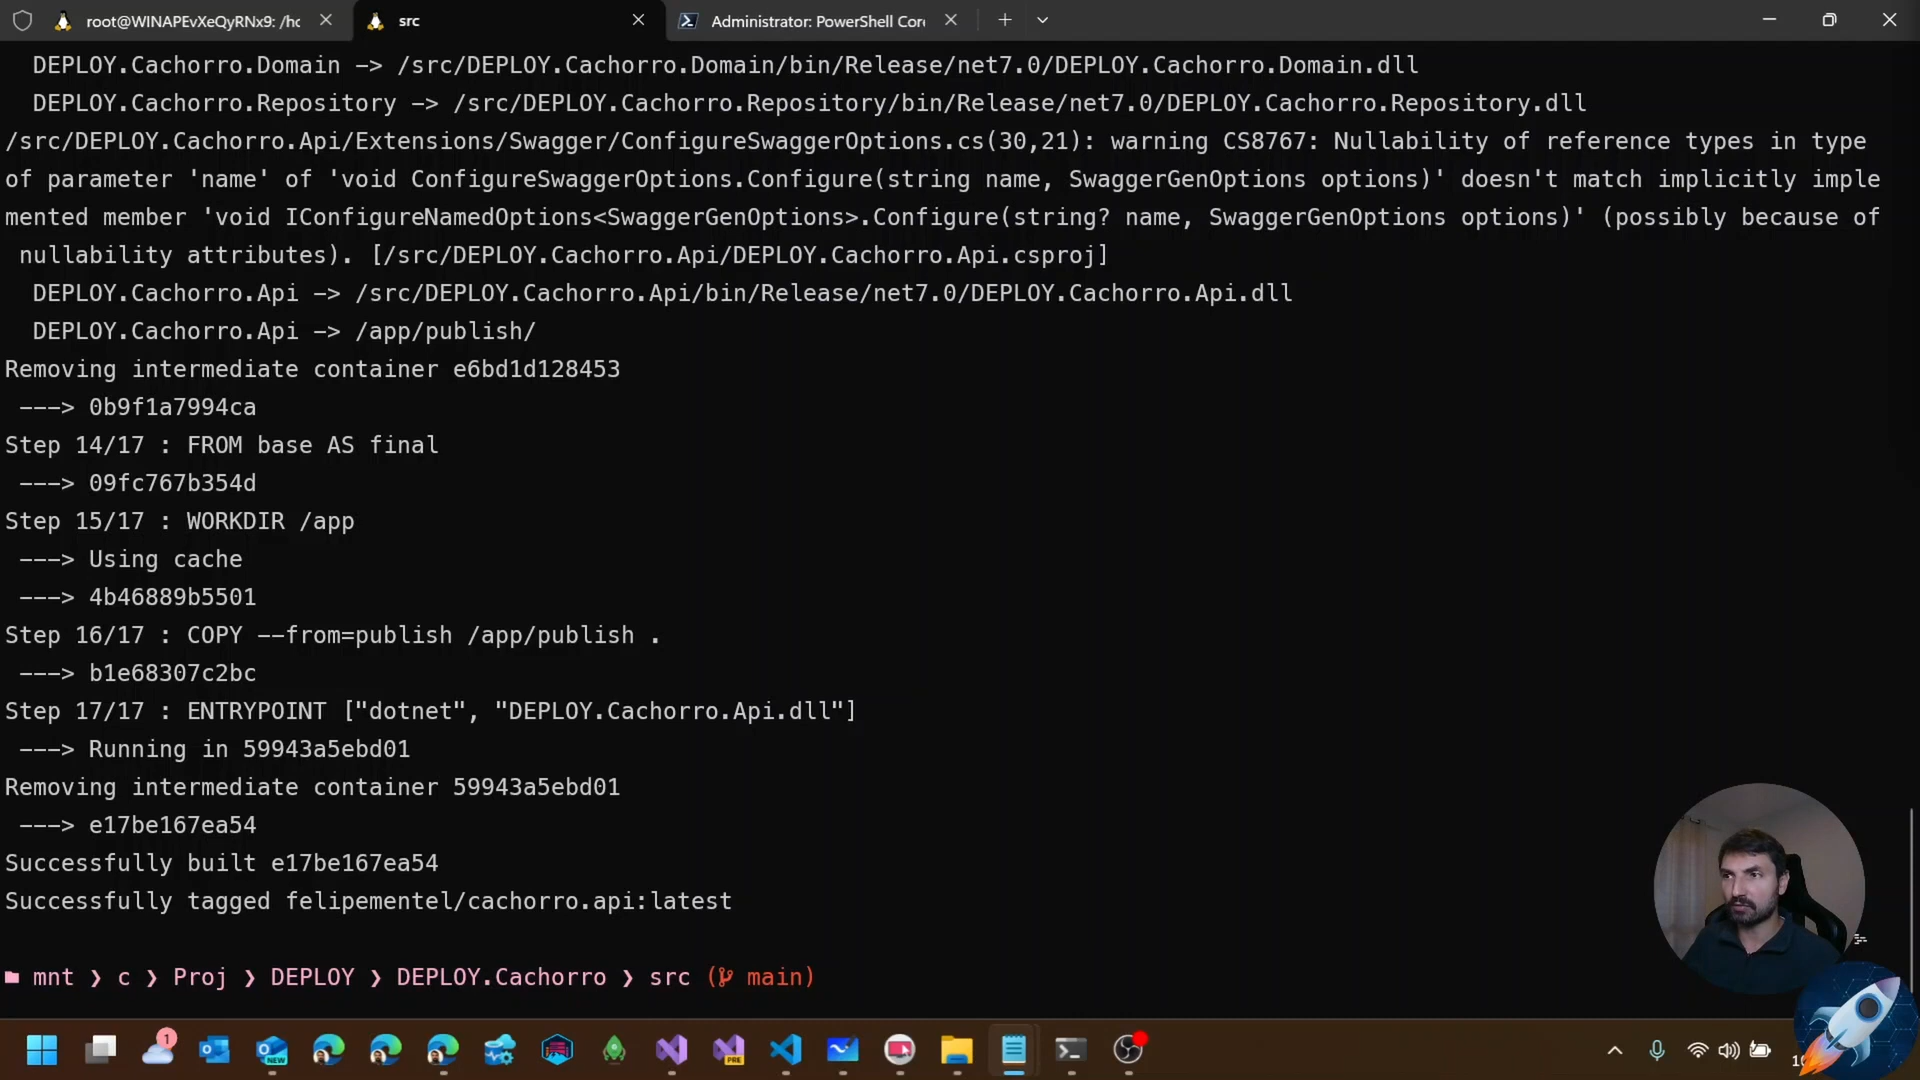 root@WINAPEvXeQyRNx9: /hc
src
Administrator: PowerShell Core
DEPLOY.Cachorro.Domain -> /src/DEPLOY.Cachorro.Domain/bin/Release/net7.0/DEPLOY.Cachorro.Domain.dll
DEPLOY.Cachorro.Repository -> /src/DEPLOY.Cachorro.Repository/bin/Release/net7.0/DEPLOY.Cachorro.Repository.dll
/src/DEPLOY.Cachorro.Api/Extensions/Swagger/ConfigureSwaggerOptions.cs(30,21): warning CS8767: Nullability of reference types in type
of parameter 'name' of 'void ConfigureSwaggerOptions.Configure(string name, SwaggerGenOptions options)' doesn't match implicitly imple
mented member 'void IConfigureNamedOptions<SwaggerGenOptions>.Configure(string? name, SwaggerGenOptions options)' (possibly because of
nullability attributes). [/src/DEPLOY.Cachorro.Api/DEPLOY.Cachorro.Api.csproj]
DEPLOY.Cachorro.Api -> /src/DEPLOY.Cachorro.Api/bin/Release/net7.0/DEPLOY.Cachorro.Api.dll
DEPLOY.Cachorro.Api -> /app/publish/
Removing intermediate container e6bd1d128453
---> 0b9f1a7994ca
Step 14/17 : FROM base AS final
---> 09fc767b354d
Step 15/17 : WORKDIR /app
---> Using cache
---> 4b46889b5501
Step 16/17 : COPY --from=publish /app/publish .
---> b1e68307c2bc
Step 17/17 : ENTRYPOINT ["dotnet", "DEPLOY.Cachorro.Api.dll"]
---> Running in 59943a5ebd01
Removing intermediate container 59943a5ebd01
---> e17be167ea54
Successfully built e17be167ea54
Successfully tagged felipementel/cachorro.api:latest
mnt ❯ c ❯ Proj ❯ DEPLOY ❯ DEPLOY.Cachorro ❯ src ( main)
1
NEW
PRE